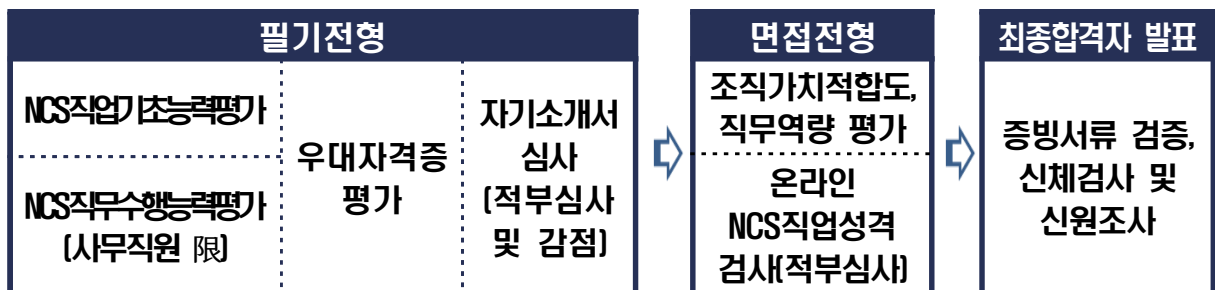 필기전형
NCS직업기초능력평가
NCS직무수행능력평가
(사무직원 限)
우대자격증
평가
자기소개서
심사
(적부심사
및 감점)
면접전형
조직가치적합도,
직무역량 평가
온라인
NCS직업성격
검사(적부심사)
최종합격자 발표
증빙서류 검증,
신체검사 및
신원조사